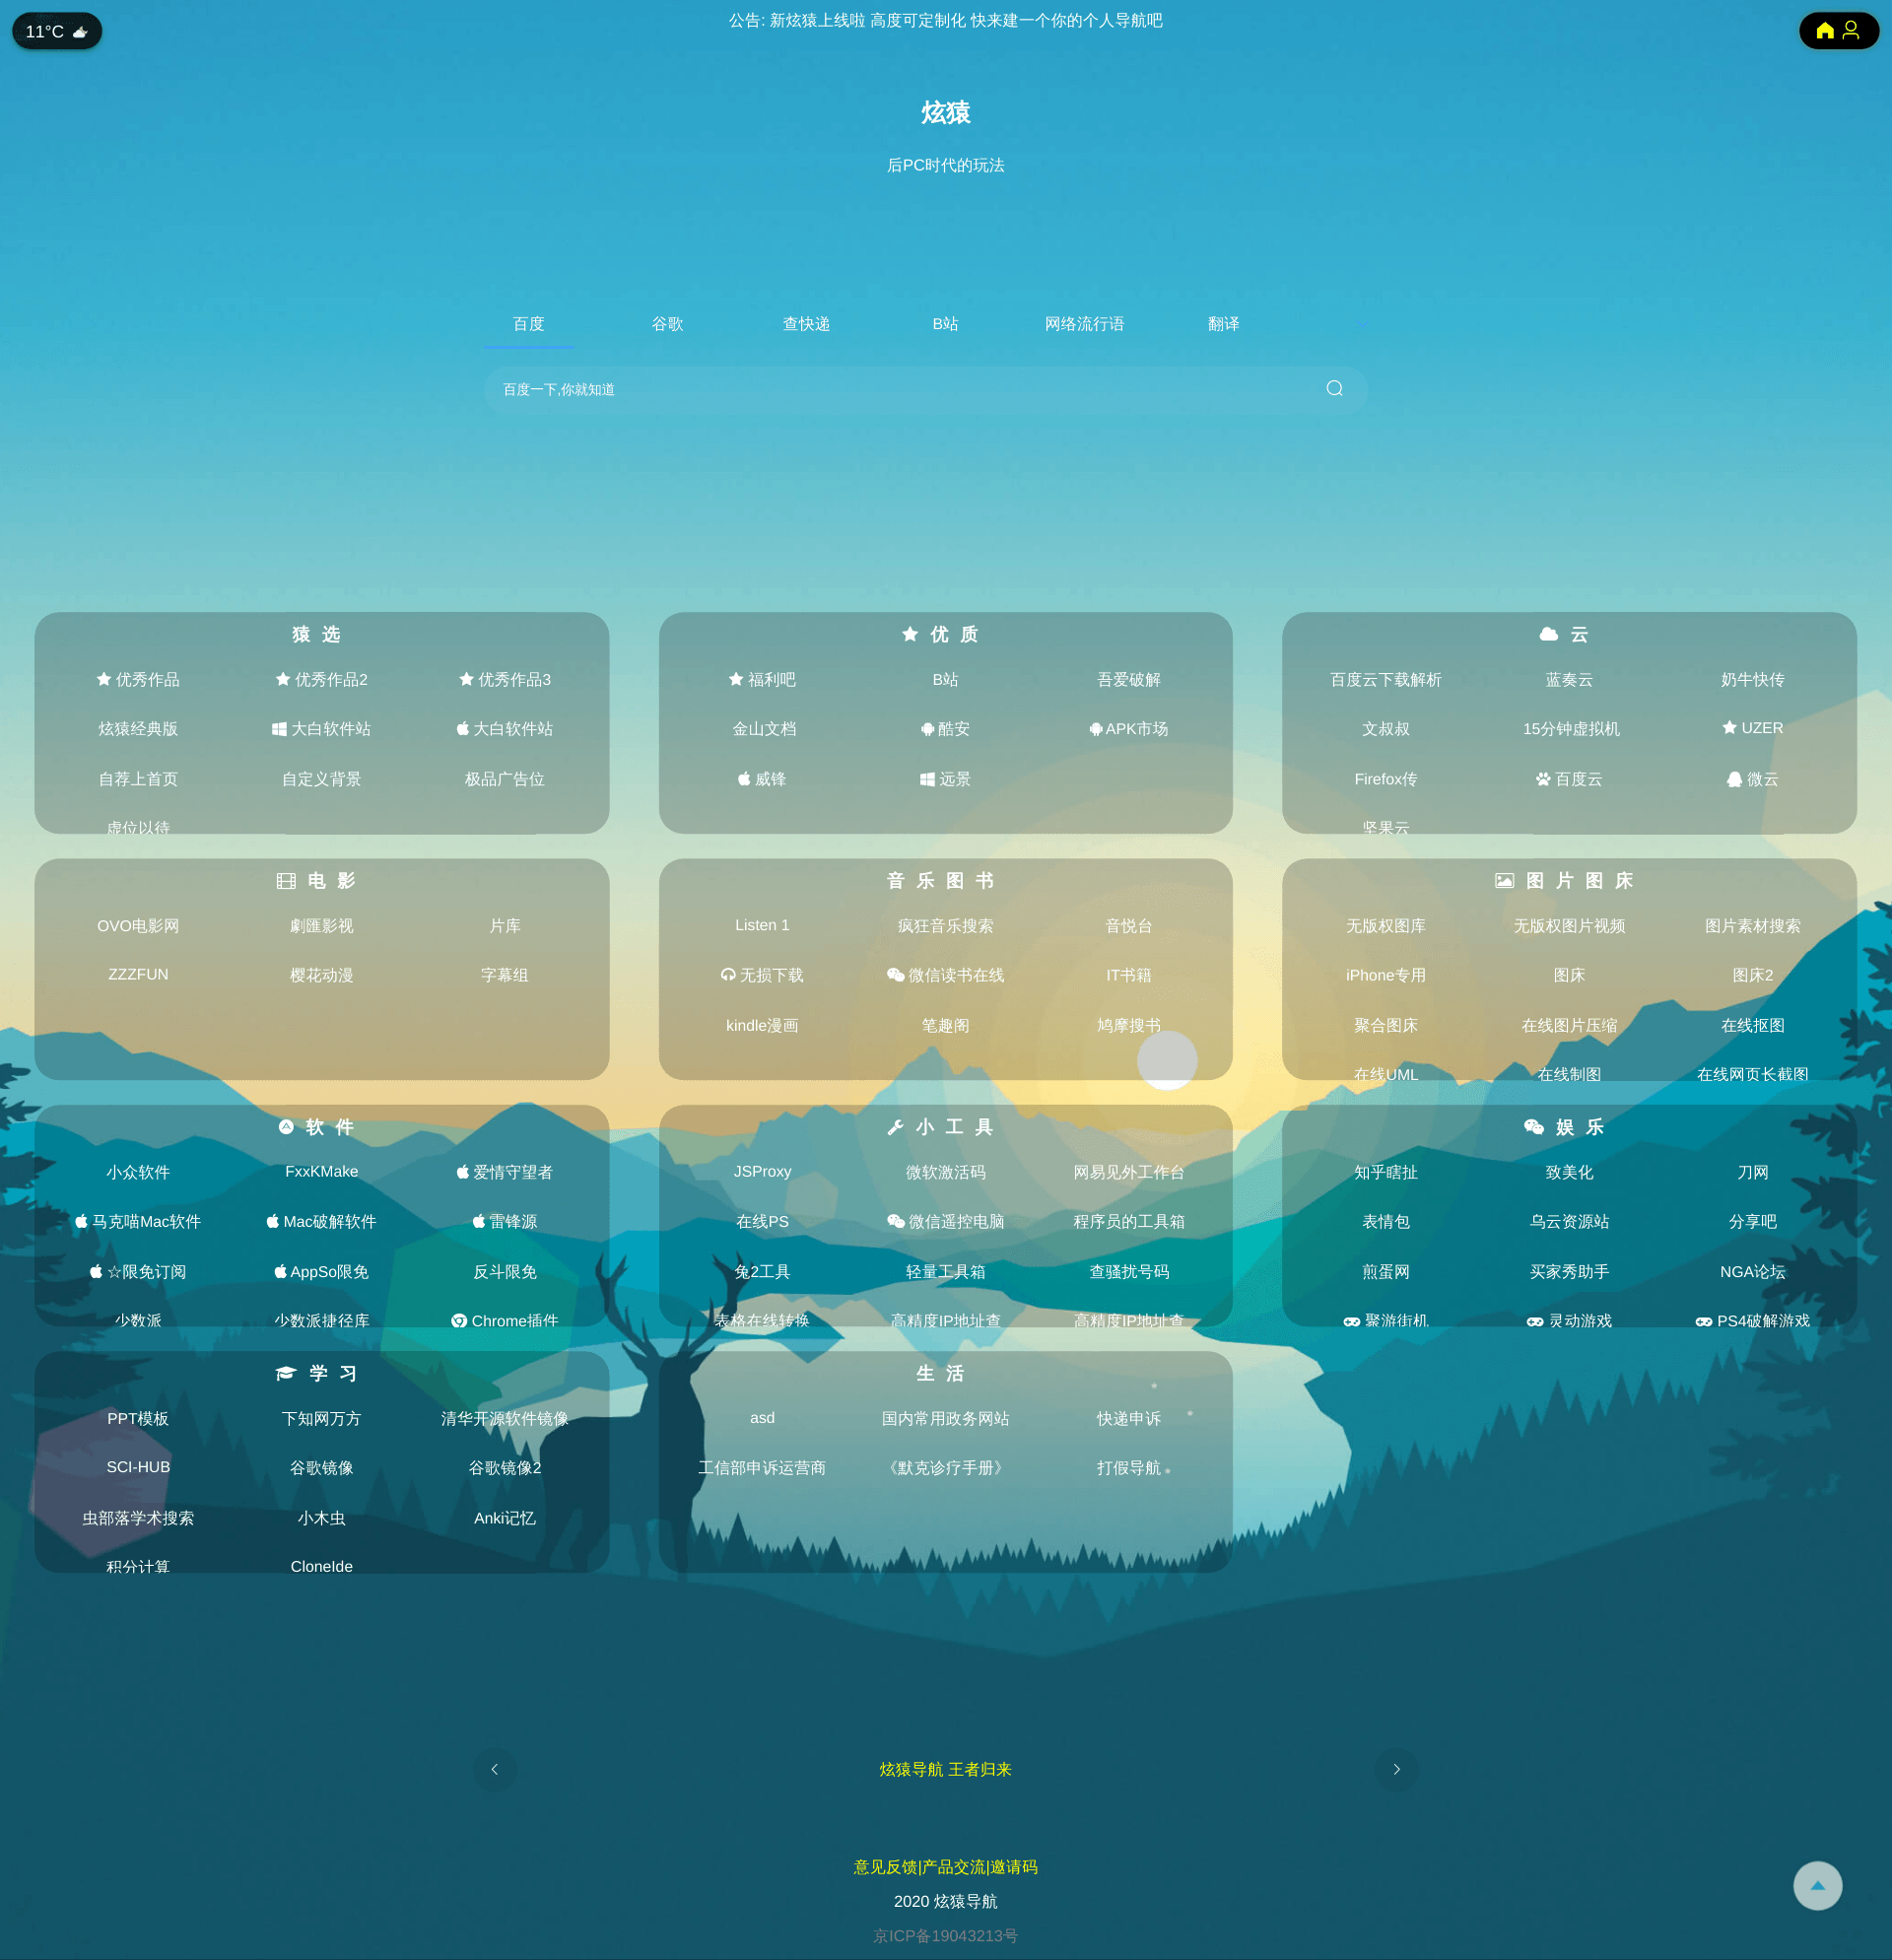 11°C
公告: 新炫猿上线啦 高度可定制化 快来建一个你的个人导航吧
炫猿
后PC时代的玩法
百度 谷歌 查快递 B站 网络流行语 翻译
百度一下,你就知道
猿 选
优秀作品 优秀作品2 优秀作品3
炫猿经典版 大白软件站 大白软件站
自荐上首页 自定义背景 极品广告位
虚位以待
优 质
福利吧 B站 吾爱破解
金山文档 酷安 APK市场
威锋 远景
云
百度云下载解析 蓝奏云 奶牛快传
文叔叔 15分钟虚拟机 UZER
Firefox传 百度云 微云
坚果云
电 影
OVO电影网 劇匯影视 片库
ZZZFUN 樱花动漫 字幕组
音 乐 图 书
Listen 1 疯狂音乐搜索 音悦台
无损下载 微信读书在线 IT书籍
kindle漫画 笔趣阁 鸠摩搜书
图 片 图 床
无版权图库 无版权图片视频 图片素材搜索
iPhone专用 图床 图床2
聚合图床 在线图片压缩 在线抠图
在线UML 在线制图 在线网页长截图
软 件
小众软件 FxxKMake 爱情守望者
马克喵Mac软件 Mac破解软件 雷锋源
☆限免订阅 AppSo限免 反斗限免
少数派 少数派捷径库 Chrome插件
小 工 具
JSProxy 微软激活码 网易见外工作台
在线PS 微信遥控电脑 程序员的工具箱
兔2工具 轻量工具箱 查骚扰号码
表格在线转换 高精度IP地址查 高精度IP地址查
娱 乐
知乎瞎扯 致美化 刀网
表情包 乌云资源站 分享吧
煎蛋网 买家秀助手 NGA论坛
聚游街机 灵动游戏 PS4破解游戏
学 习
PPT模板 下知网万方 清华开源软件镜像
SCI-HUB 谷歌镜像 谷歌镜像2
虫部落学术搜索 小木虫 Anki记忆
积分计算 CloneIde
生 活
asd 国内常用政务网站 快递申诉
工信部申诉运营商 《默克诊疗手册》 打假导航
炫猿导航 王者归来
意见反馈|产品交流|邀请码
2020 炫猿导航
京ICP备19043213号